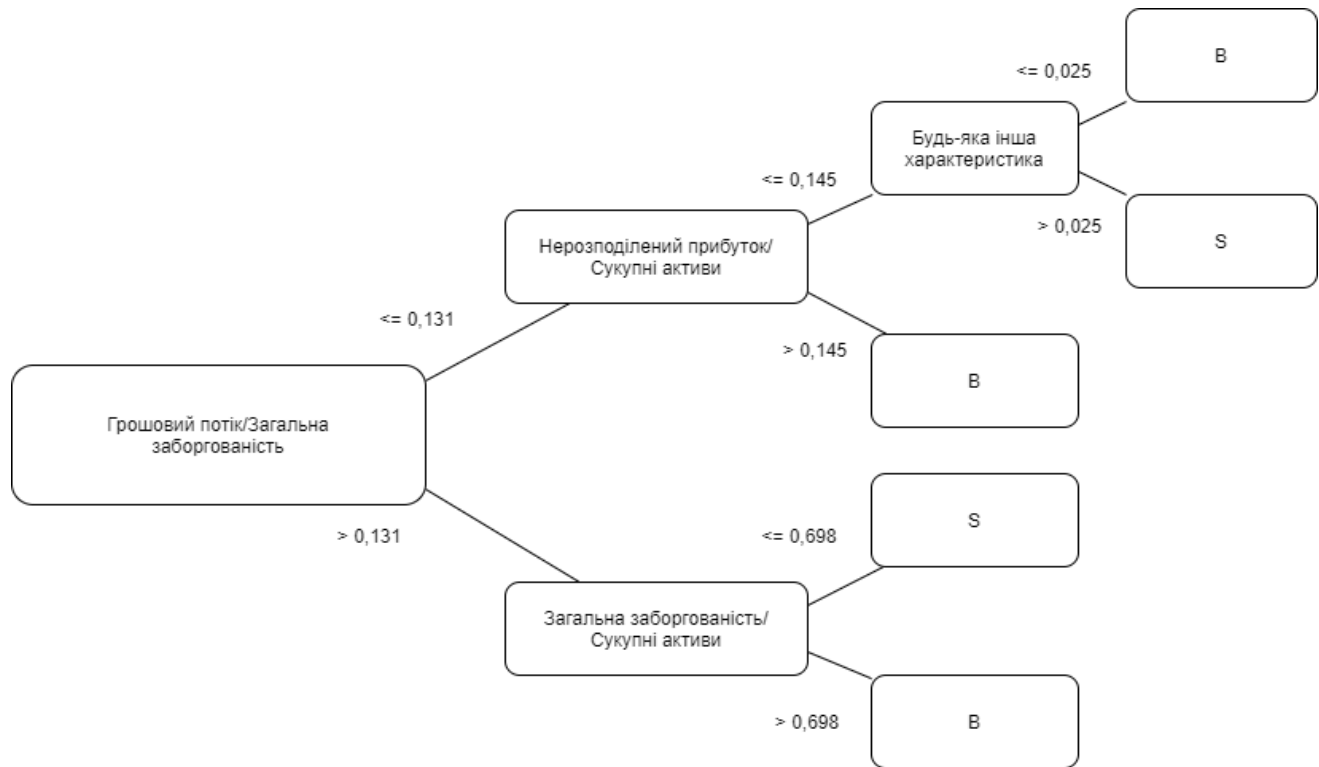 B
<= 0,025
Будь-яка інша
характеристика
<= 0,145
> 0,025
S
Нерозподілений прибуток/
Сукупні активи
<= 0,131
> 0,145
B
Грошовий потік/Загальна
заборгованість
> 0,131
<= 0,698
S
Загальна заборгованість/
Сукупні активи
> 0,698
B